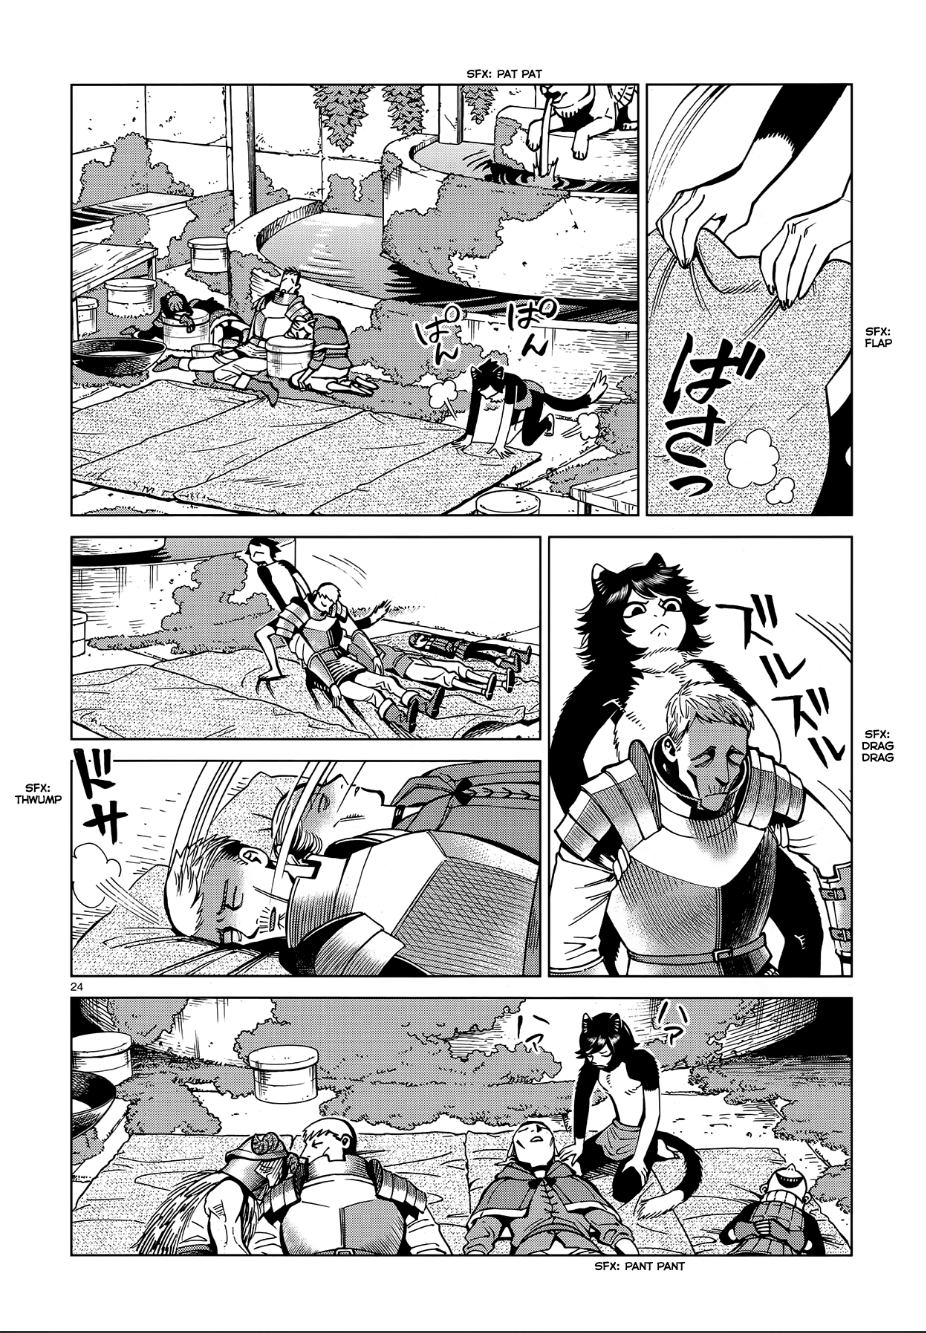 SFX: PAT PAT
ぱん
ぱん
SFX:
FLAP
ばさっ
ズルズル
SFX:
DRAG
DRAG
SFX:
THWUMP
ドサ
24
ハァ
ハァ
SFX: PANT PANT